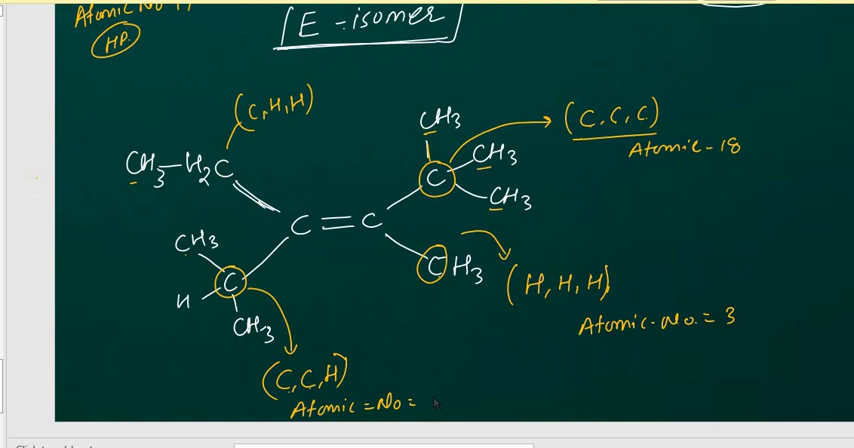 Atomic No 17
HP.
E - isomer
(C, H, H)
CH3
(C, C, C)
Atomic - 18
CH3 - H2C
CH3
CH3
C = C
C
CH3
CH3
C
H
(H, H, H)
Atomic - No. = 3
CH3
(C, C, H)
Atomic = No =